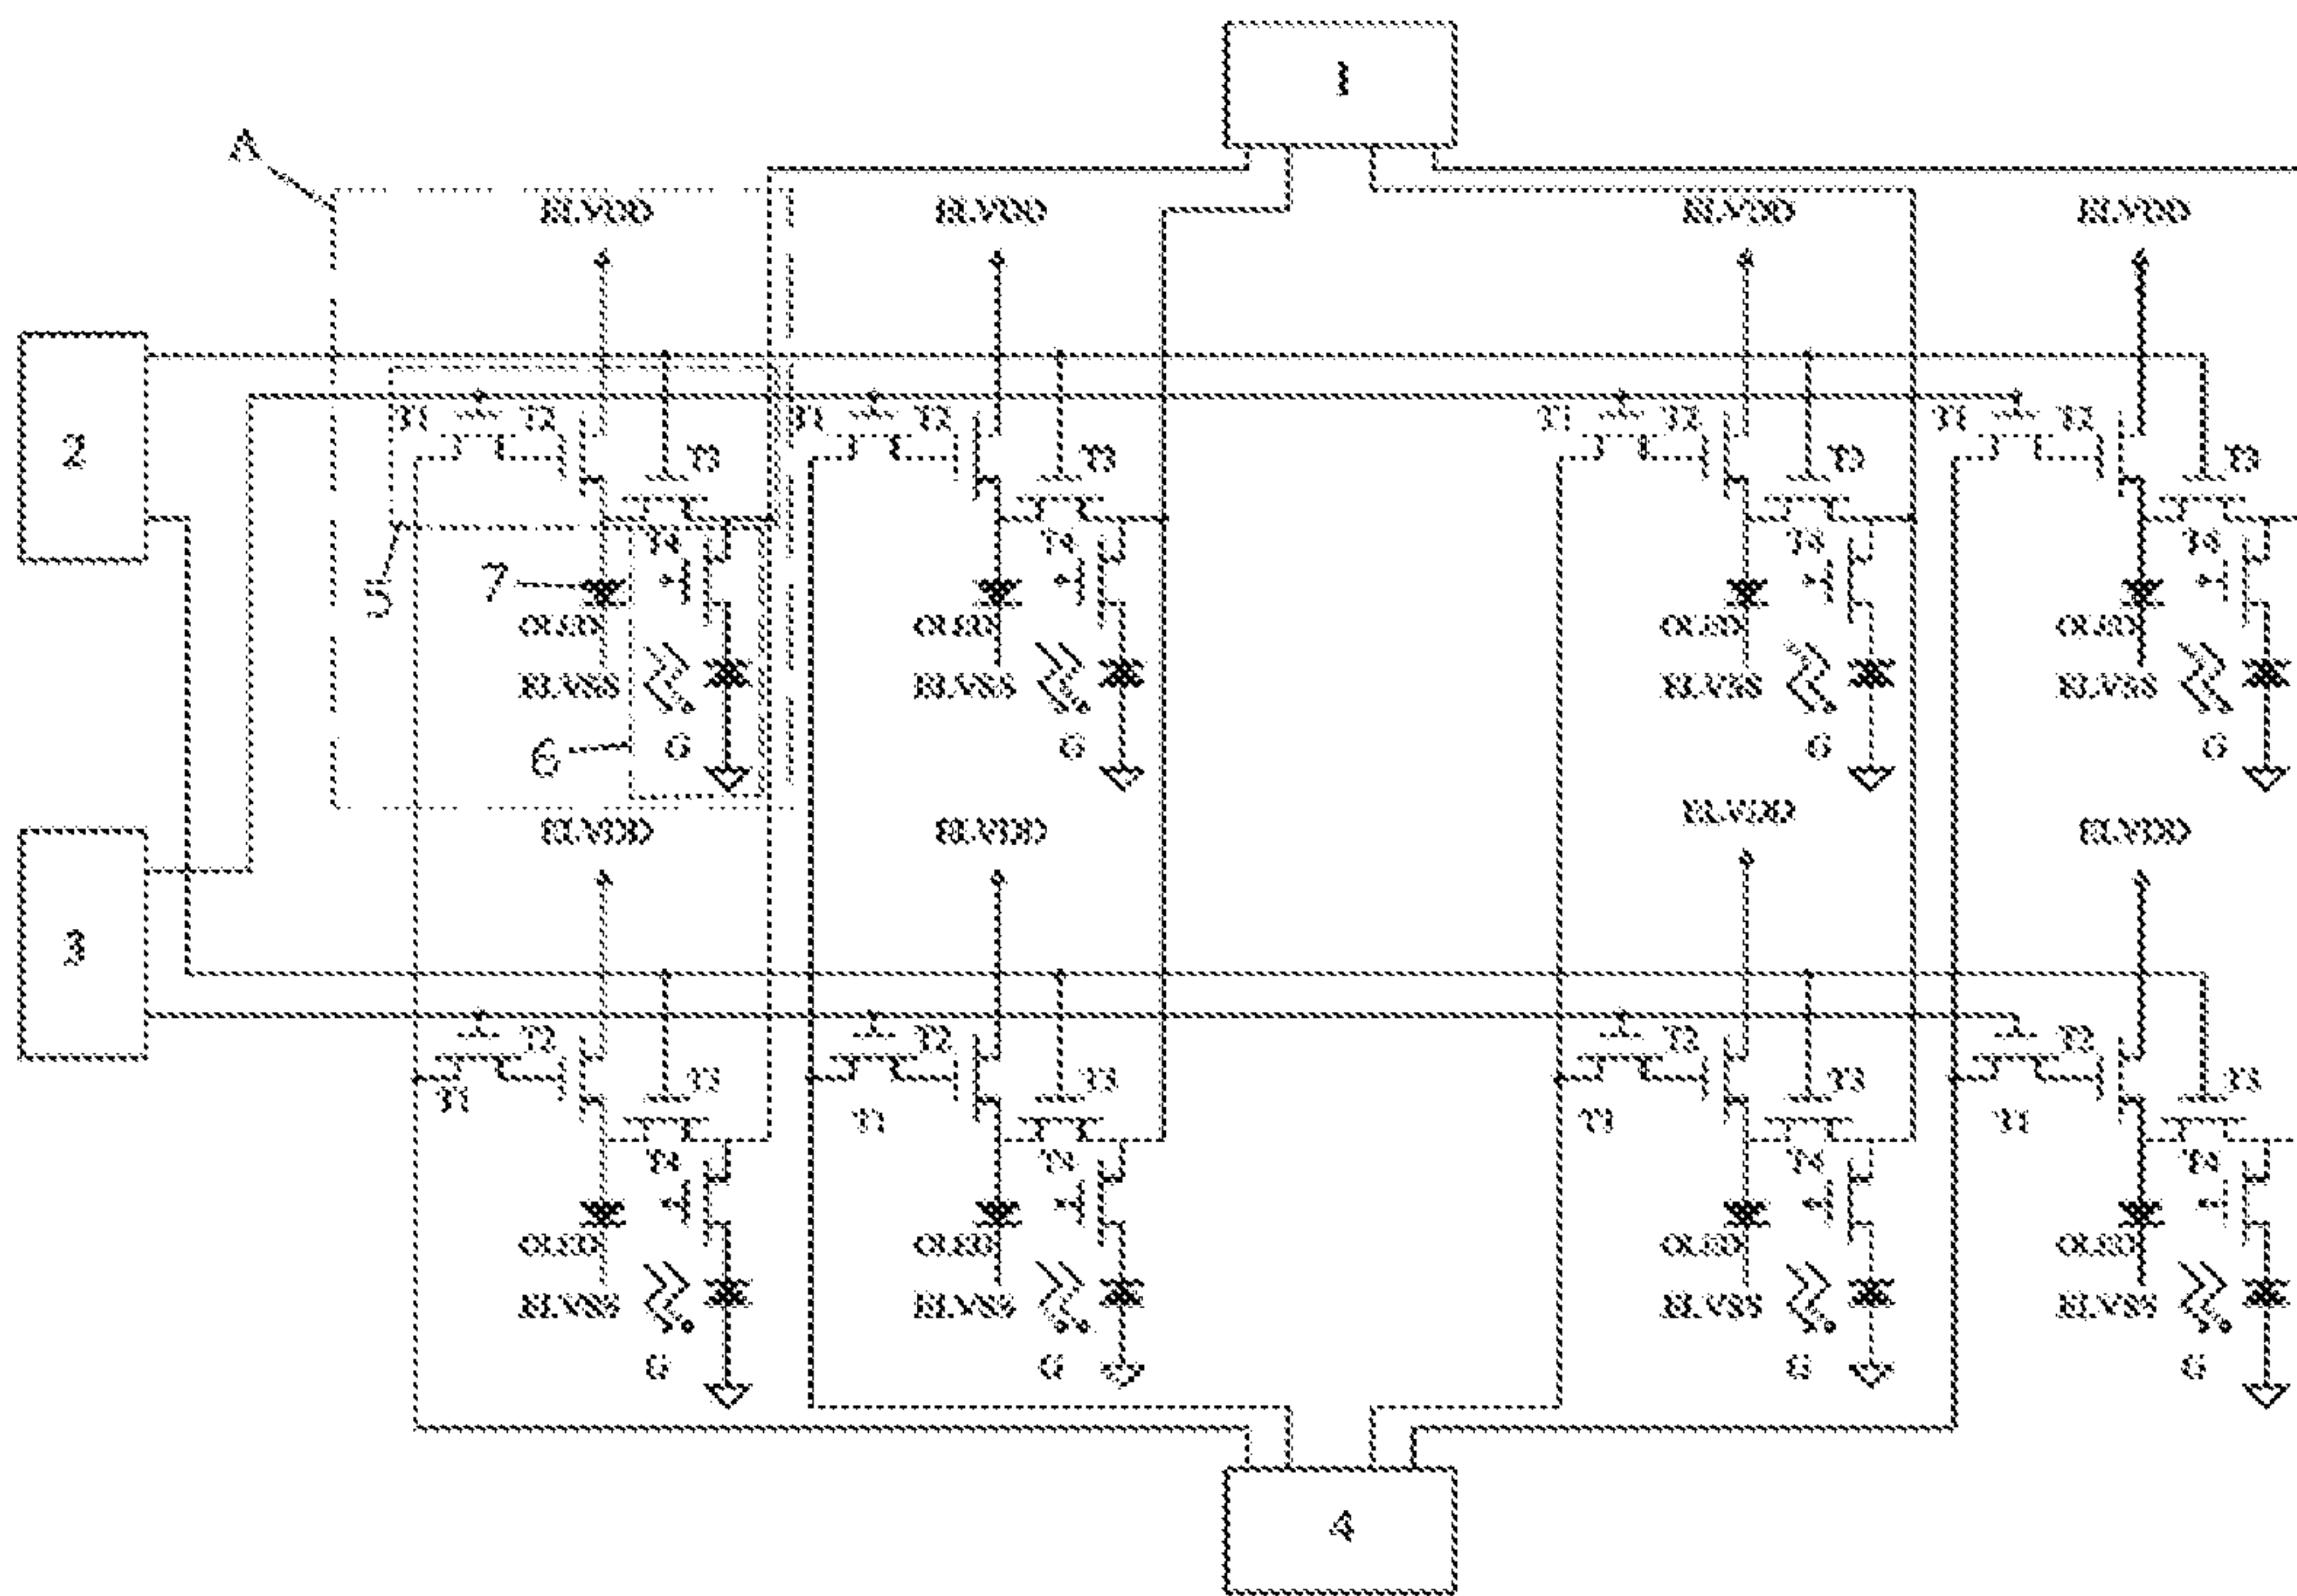 1
A
ELVDD ELVDD ELVDD ELVDD
2
T1 T2 T1 T2 T1 T2 T1 T2
T3 T3 T3 T3
T4 T4 T4 T4
5 7
OLED OLED OLED OLED
ELVSS ELVSS ELVSS ELVSS
6 G G G G
ELVDD ELVDD ELVDD ELVDD
3
T2 T2 T2 T2
T3 T3 T3 T3
T1 T1 T1 T1
T4 T4 T4 T4
OLED OLED OLED OLED
ELVSS ELVSS ELVSS ELVSS
G G G G
4